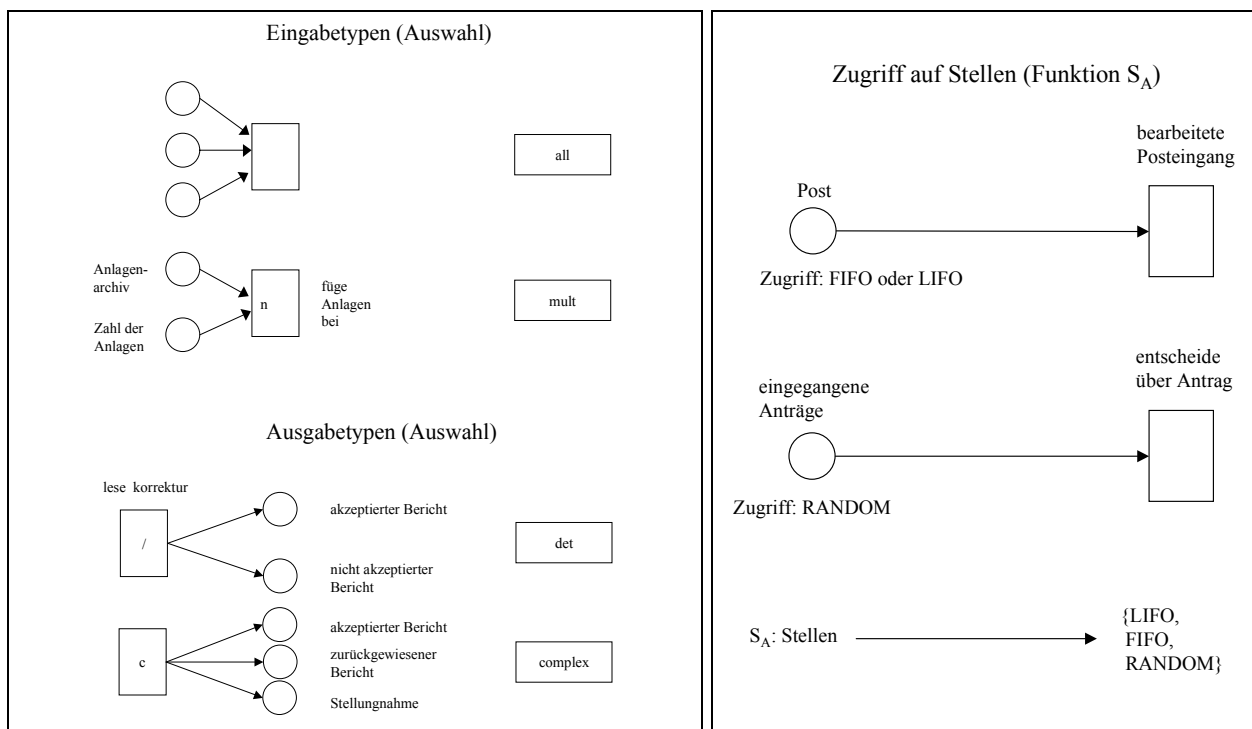 Eingabetypen (Auswahl)
all
Anlagen-
archiv
Zahl der
Anlagen
n
füge
Anlagen
bei
mult
Ausgabetypen (Auswahl)
lese korrektur
/
akzeptierter Bericht
nicht akzeptierter
Bericht
det
c
akzeptierter Bericht
zurückgewiesener
Bericht
Stellungnahme
complex
Zugriff auf Stellen (Funktion S_A)
bearbeitete
Posteingang
Post
Zugriff: FIFO oder LIFO
entscheide
über Antrag
eingegangene
Anträge
Zugriff: RANDOM
S_A: Stellen
{LIFO,
FIFO,
RANDOM}